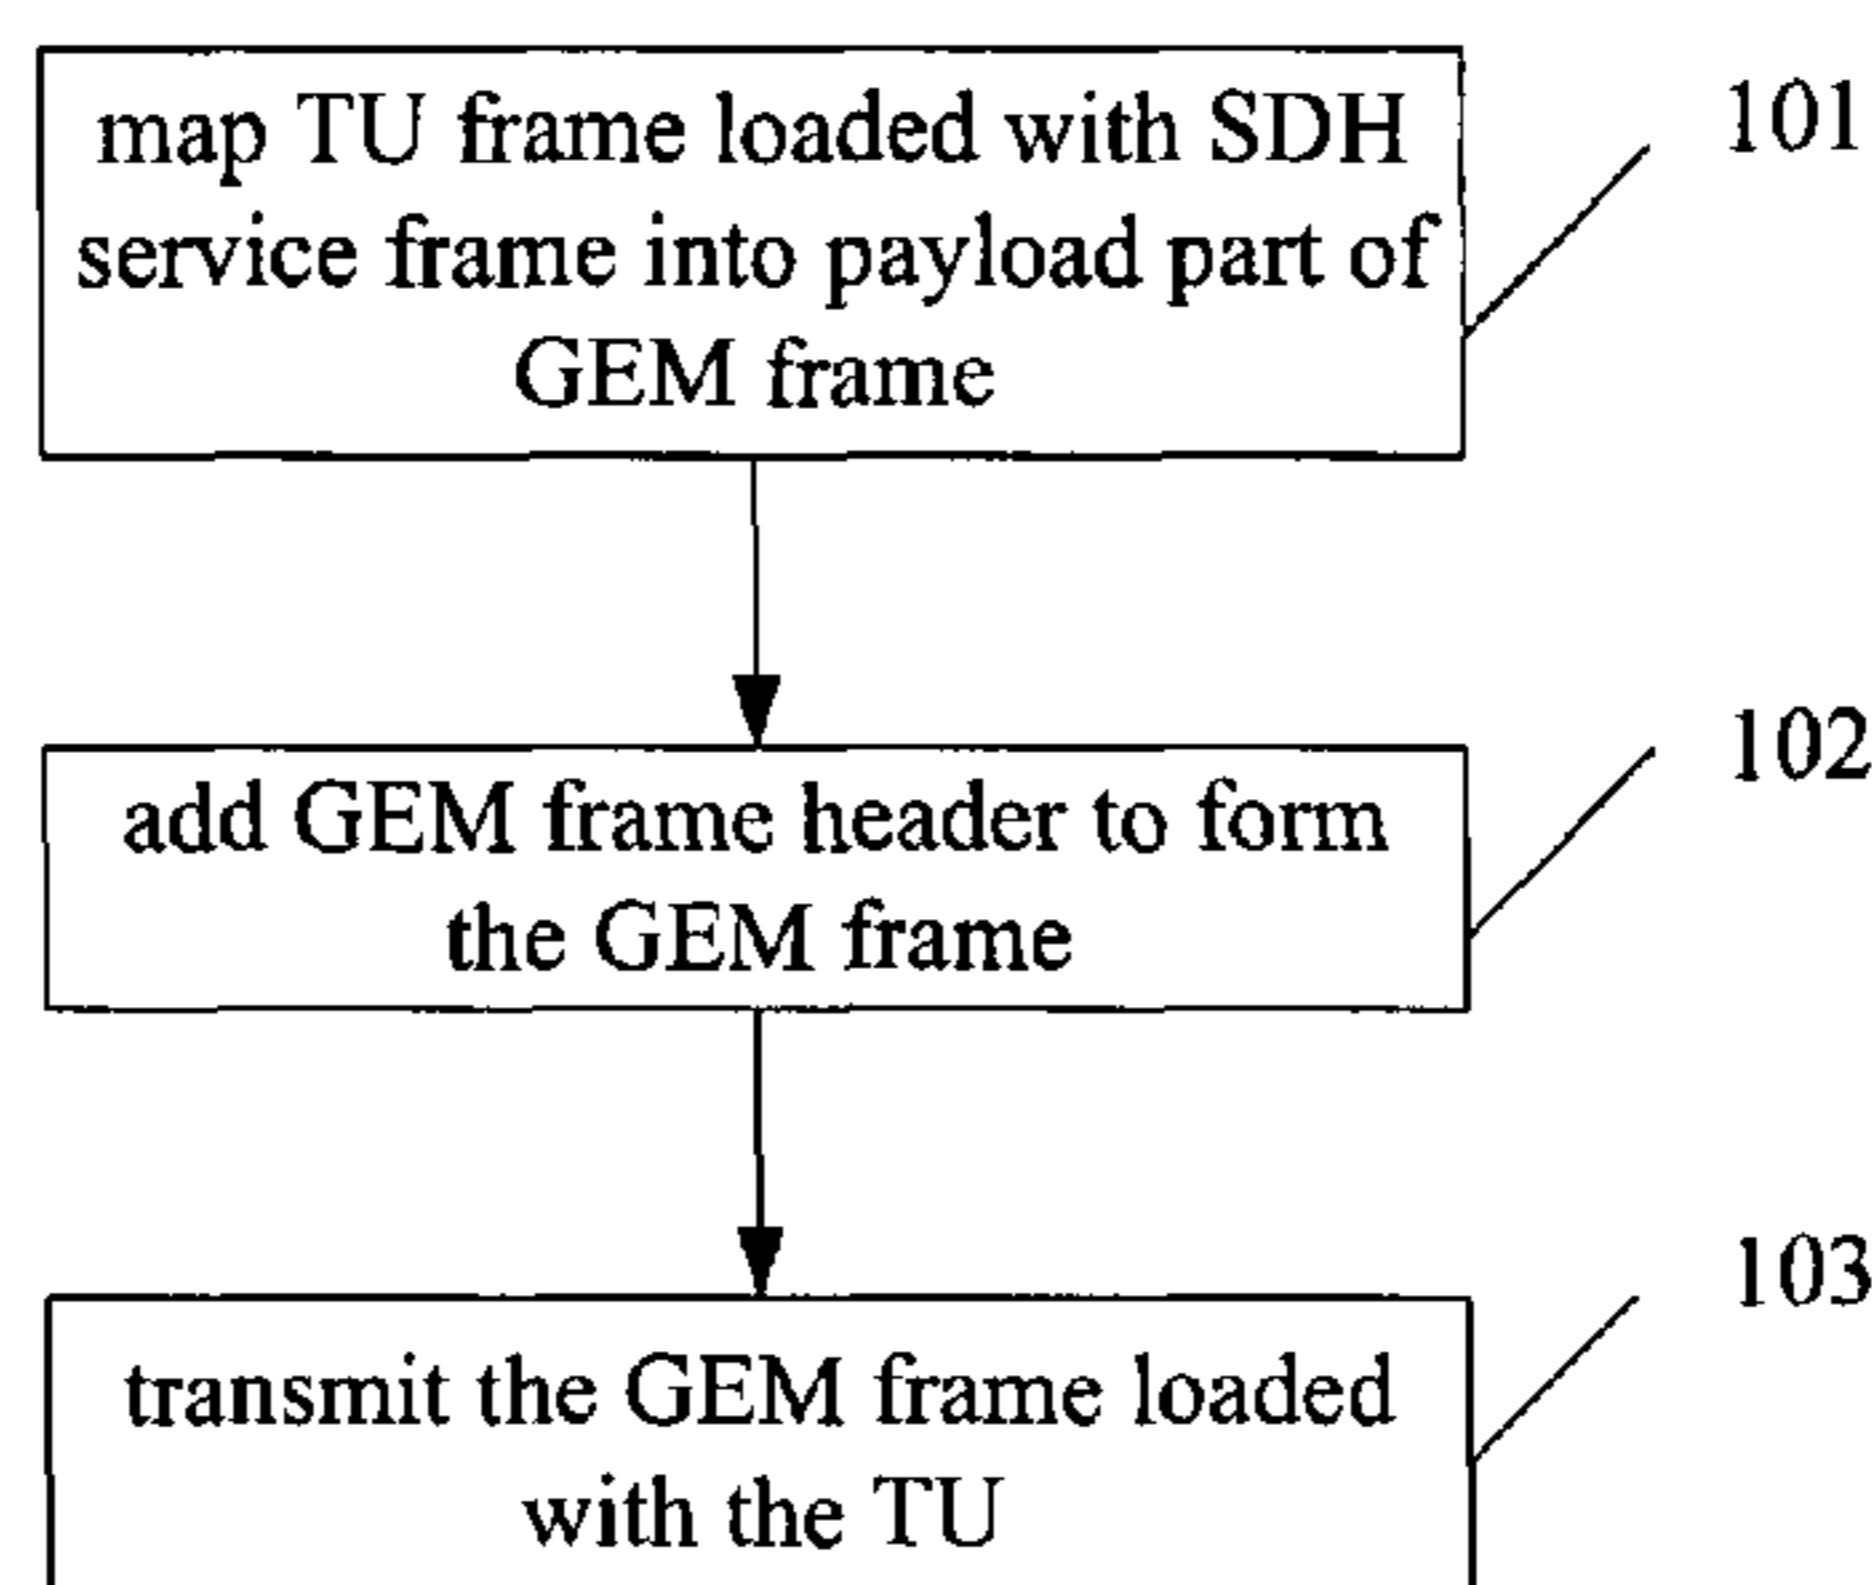 map TU frame loaded with SDH
service frame into payload part of
GEM frame
101
add GEM frame header to form
the GEM frame
102
transmit the GEM frame loaded
with the TU
103